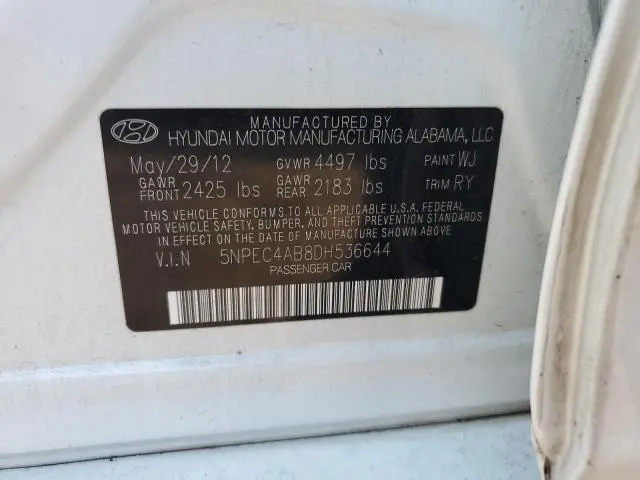 MANUFACTURED BY
HYUNDAI MOTOR MANUFACTURING ALABAMA, LLC
May/29/12 GVWR 4497 lbs PAINT WJ
GAWR FRONT 2425 lbs GAWR REAR 2183 lbs TRIM RY
THIS VEHICLE CONFORMS TO ALL APPLICABLE U.S.A. FEDERAL
MOTOR VEHICLE SAFETY, BUMPER, AND THEFT PREVENTION STANDARDS
IN EFFECT ON THE DATE OF MANUFACTURE SHOWN ABOVE
V.I.N 5NPEC4AB8DH536644
PASSENGER CAR